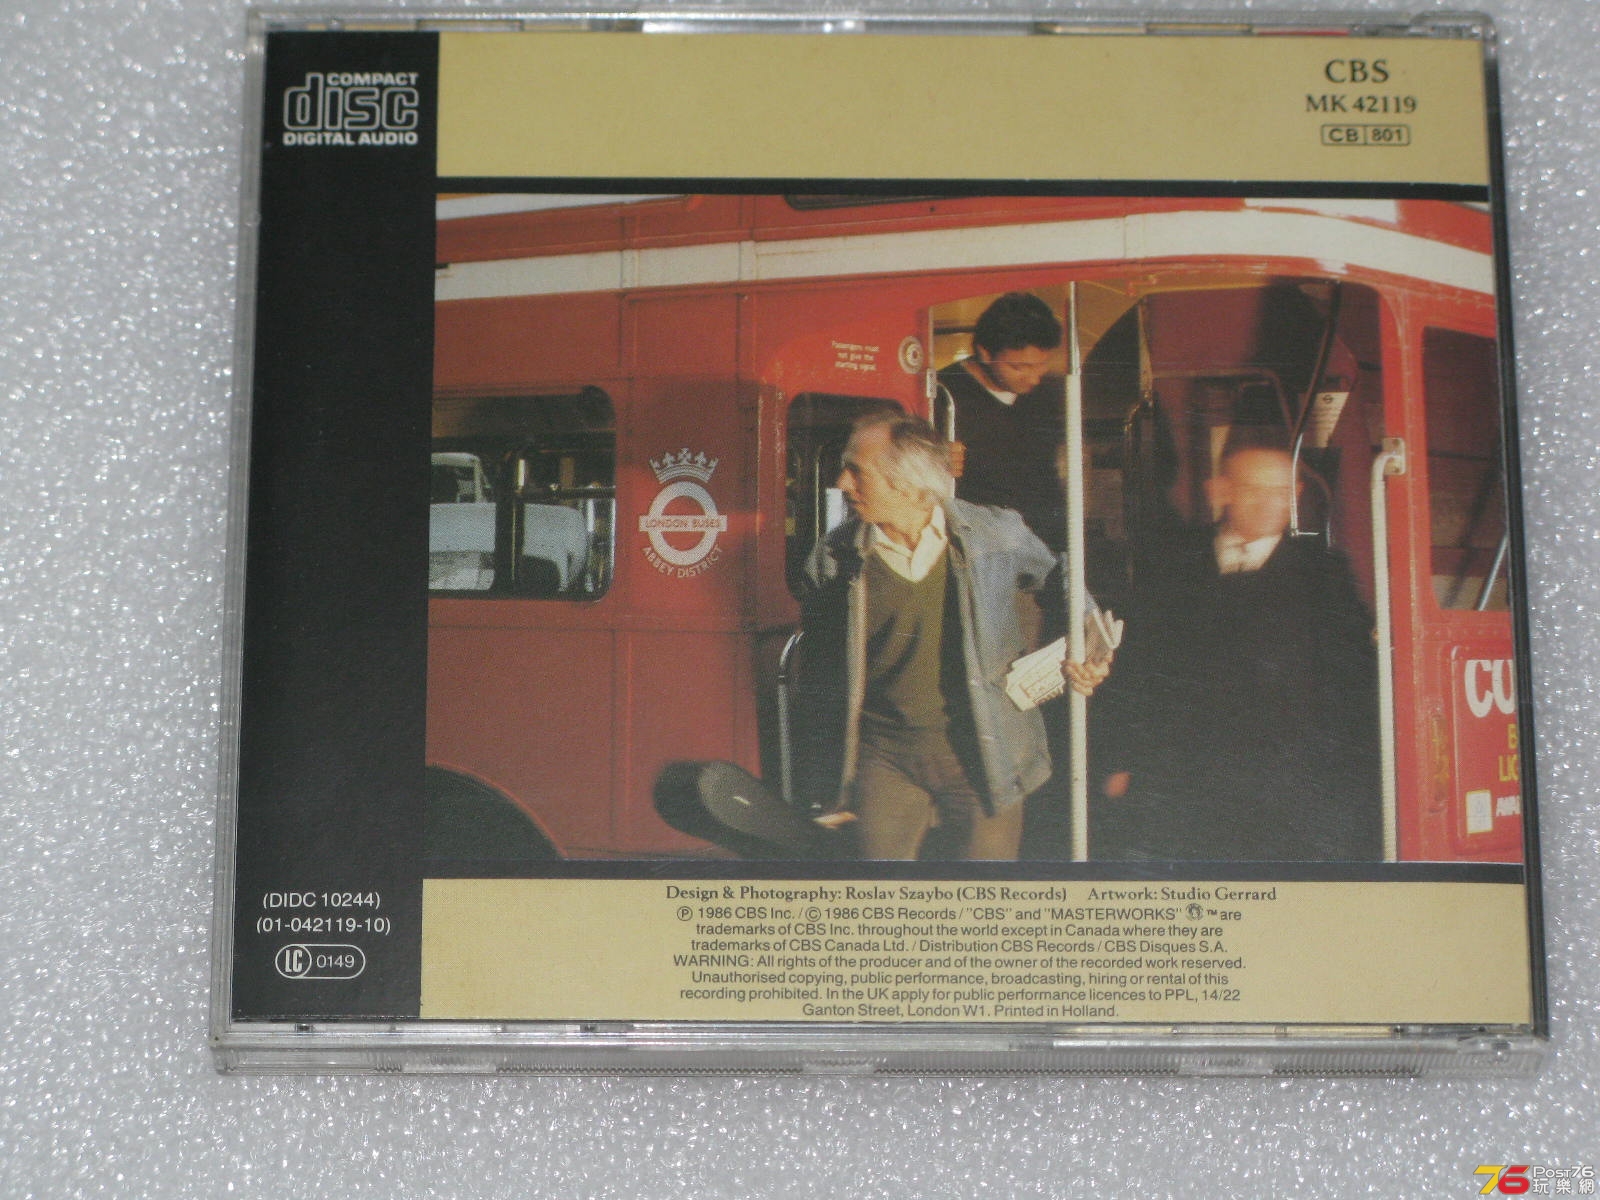 COMPACT
disc
DIGITAL AUDIO
CBS
MK 42119
CB 801
Passengers must
not give the
starting signal
LONDON BUSES
ABBEY DISTRICT
CO
B
LIC
(DIDC 10244)
(01-042119-10)
LC 0149
Design & Photography: Roslav Szaybo (CBS Records) Artwork: Studio Gerrard
℗ 1986 CBS Inc. / © 1986 CBS Records / "CBS" and "MASTERWORKS" ™ are
trademarks of CBS Inc. throughout the world except in Canada where they are
trademarks of CBS Canada Ltd. / Distribution CBS Records / CBS Disques S.A.
WARNING: All rights of the producer and of the owner of the recorded work reserved.
Unauthorised copying, public performance, broadcasting, hiring or rental of this
recording prohibited. In the UK apply for public performance licences to PPL, 14/22
Ganton Street, London W1. Printed in Holland.
76 Post76
玩樂網